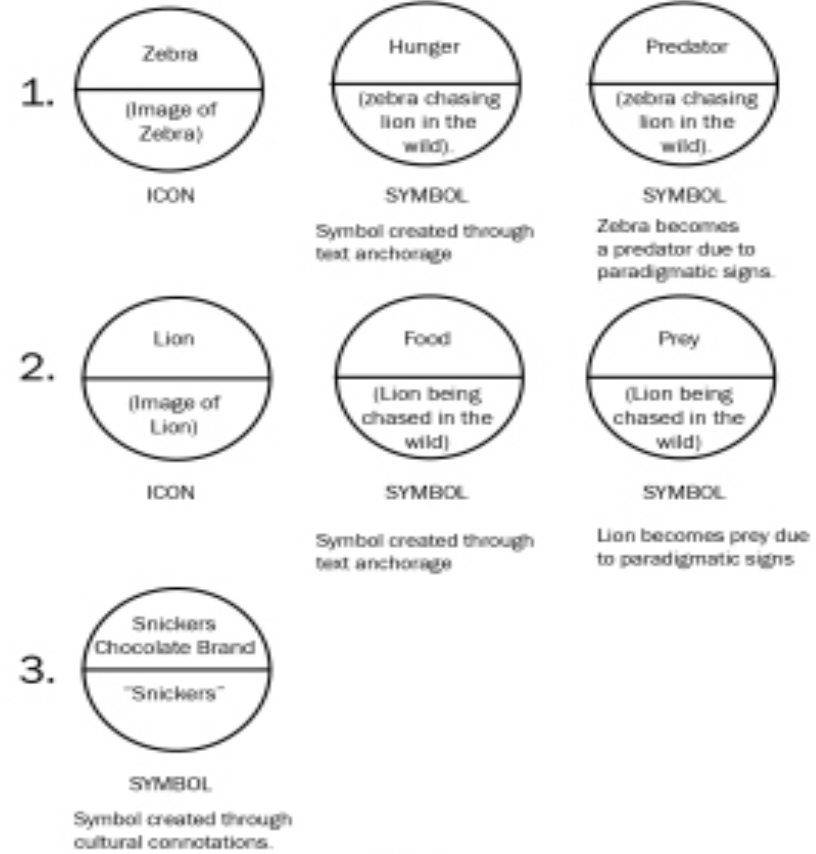 1.
Zebra
(Image of
Zebra)
ICON
Hunger
(zebra chasing
lion in the
wild).
SYMBOL
Symbol created through
text anchorage
Predator
(zebra chasing
lion in the
wild).
SYMBOL
Zebra becomes
a predator due to
paradigmatic signs.
2.
Lion
(Image of
Lion)
ICON
Food
(Lion being
chased in the
wild)
SYMBOL
Symbol created through
text anchorage
Prey
(Lion being
chased in the
wild)
SYMBOL
Lion becomes prey due
to paradigmatic signs
3.
Snickers
Chocolate Brand
"Snickers"
SYMBOL
Symbol created through
cultural connotations.